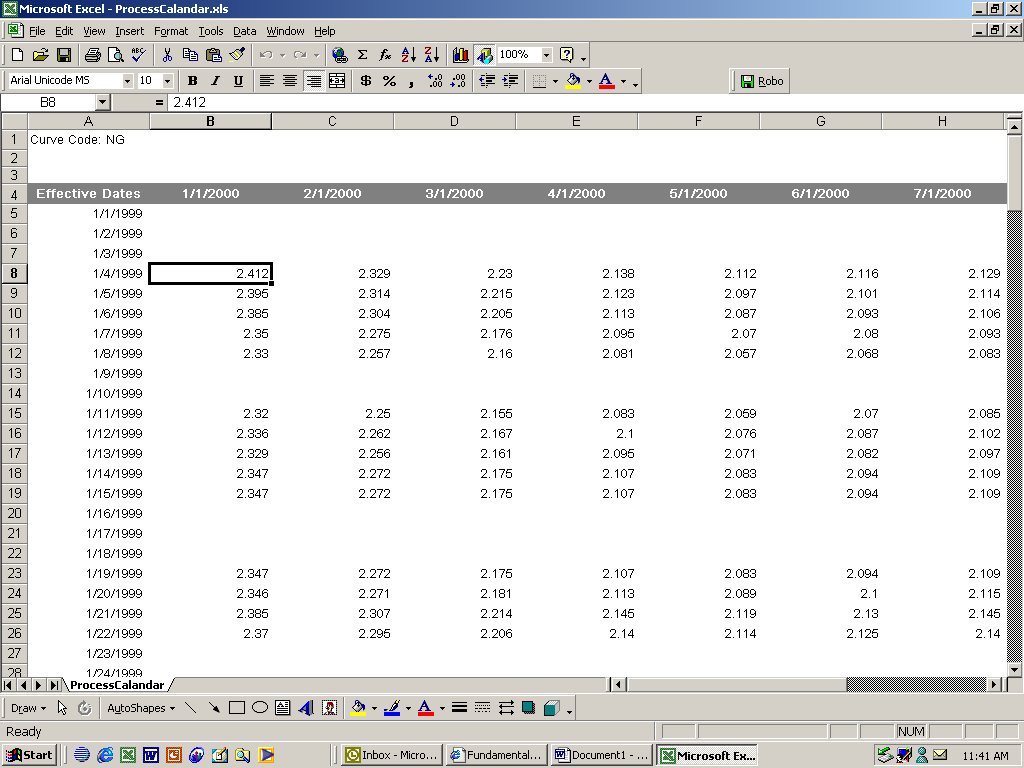 Microsoft Excel - ProcessCalandar.xls
File Edit View Insert Format Tools Data Window Help
100%
Arial Unicode MS 10 B I U $ % , Robo
B8 = 2.412
A B C D E F G H
1 Curve Code: NG
2
3
4 Effective Dates 1/1/2000 2/1/2000 3/1/2000 4/1/2000 5/1/2000 6/1/2000 7/1/2000
5 1/1/1999
6 1/2/1999
7 1/3/1999
8 1/4/1999 2.412 2.329 2.23 2.138 2.112 2.116 2.129
9 1/5/1999 2.395 2.314 2.215 2.123 2.097 2.101 2.114
10 1/6/1999 2.385 2.304 2.205 2.113 2.087 2.093 2.106
11 1/7/1999 2.35 2.275 2.176 2.095 2.07 2.08 2.093
12 1/8/1999 2.33 2.257 2.16 2.081 2.057 2.068 2.083
13 1/9/1999
14 1/10/1999
15 1/11/1999 2.32 2.25 2.155 2.083 2.059 2.07 2.085
16 1/12/1999 2.336 2.262 2.167 2.1 2.076 2.087 2.102
17 1/13/1999 2.329 2.256 2.161 2.095 2.071 2.082 2.097
18 1/14/1999 2.347 2.272 2.175 2.107 2.083 2.094 2.109
19 1/15/1999 2.347 2.272 2.175 2.107 2.083 2.094 2.109
20 1/16/1999
21 1/17/1999
22 1/18/1999
23 1/19/1999 2.347 2.272 2.175 2.107 2.083 2.094 2.109
24 1/20/1999 2.346 2.271 2.181 2.113 2.089 2.1 2.115
25 1/21/1999 2.385 2.307 2.214 2.145 2.119 2.13 2.145
26 1/22/1999 2.37 2.295 2.206 2.14 2.114 2.125 2.14
27 1/23/1999
28 1/24/1999
ProcessCalandar
Draw AutoShapes
Ready NUM
Start Inbox - Micro... Fundamental... Document1 - ... Microsoft Ex... 11:41 AM